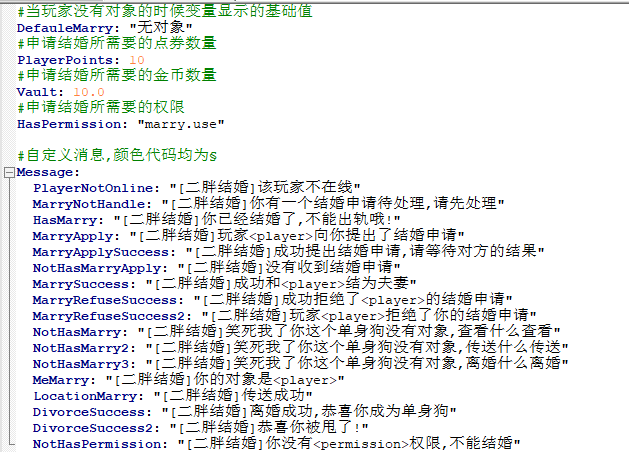 #当玩家没有对象的时候变量显示的基础值
DefauleMarry: "无对象"
#申请结婚所需要的点券数量
PlayerPoints: 10
#申请结婚所需要的金币数量
Vault: 10.0
#申请结婚所需要的权限
HasPermission: "marry.use"
#自定义消息,颜色代码均为§
Message:
PlayerNotOnline: "[二胖结婚]该玩家不在线"
MarryNotHandle: "[二胖结婚]你有一个结婚申请待处理,请先处理"
HasMarry: "[二胖结婚]你已经结婚了,不能出轨哦!"
MarryApply: "[二胖结婚]玩家<player>向你提出了结婚申请"
MarryApplySuccess: "[二胖结婚]成功提出结婚申请,请等待对方的结果"
NotHasMarryApply: "[二胖结婚]没有收到结婚申请"
MarrySuccess: "[二胖结婚]成功和<player>结为夫妻"
MarryRefuseSuccess: "[二胖结婚]成功拒绝了<player>的结婚申请"
MarryRefuseSuccess2: "[二胖结婚]玩家<player>拒绝了你的结婚申请"
NotHasMarry: "[二胖结婚]笑死我了你这个单身狗没有对象,查看什么查看"
NotHasMarry2: "[二胖结婚]笑死我了你这个单身狗没有对象,传送什么传送"
NotHasMarry3: "[二胖结婚]笑死我了你这个单身狗没有对象,离婚什么离婚"
MeMarry: "[二胖结婚]你的对象是<player>"
LocationMarry: "[二胖结婚]传送成功"
DivorceSuccess: "[二胖结婚]离婚成功,恭喜你成为单身狗"
DivorceSuccess2: "[二胖结婚]恭喜你被甩了!"
NotHasPermission: "[二胖结婚]你没有<permission>权限,不能结婚"